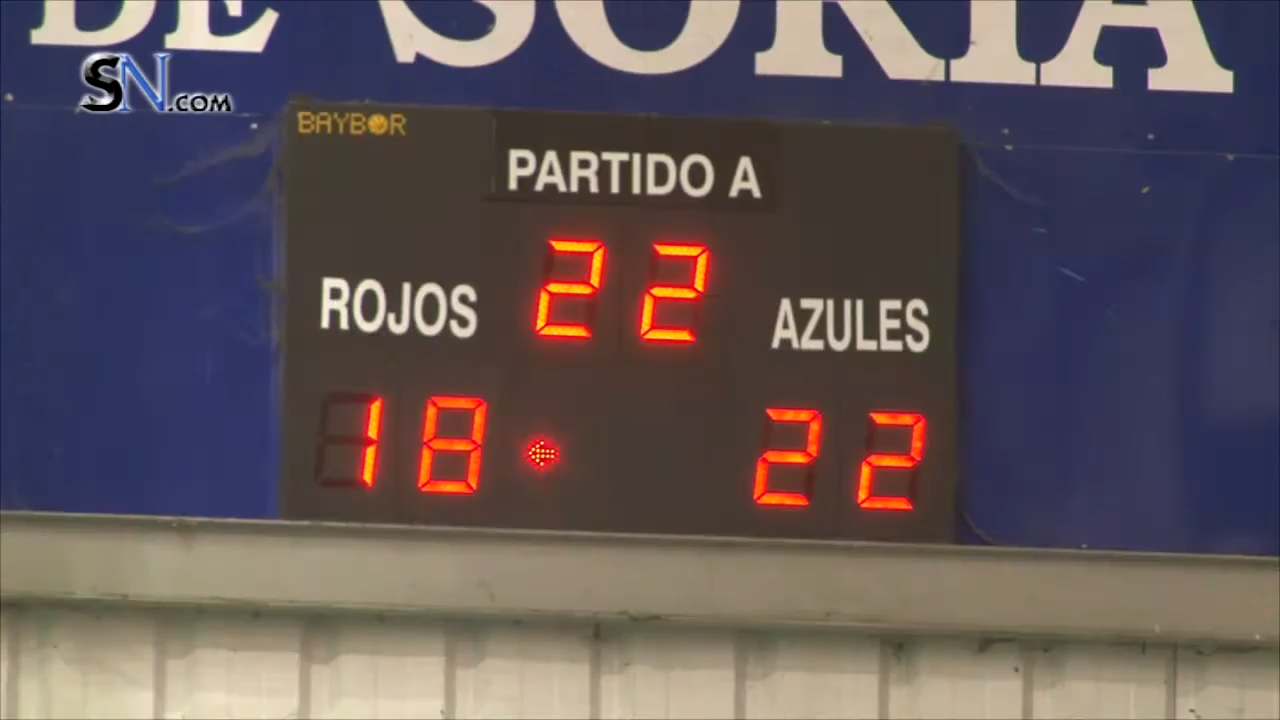 DE SORIA
SN.COM
BAYBOR
PARTIDO A
22
ROJOS
AZULES
18
22